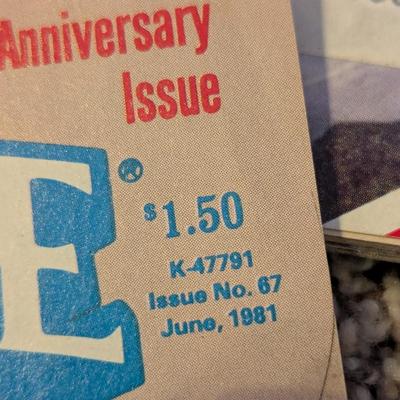 Anniversary
Issue
E®
$1.50
K-47791
Issue No. 67
June, 1981